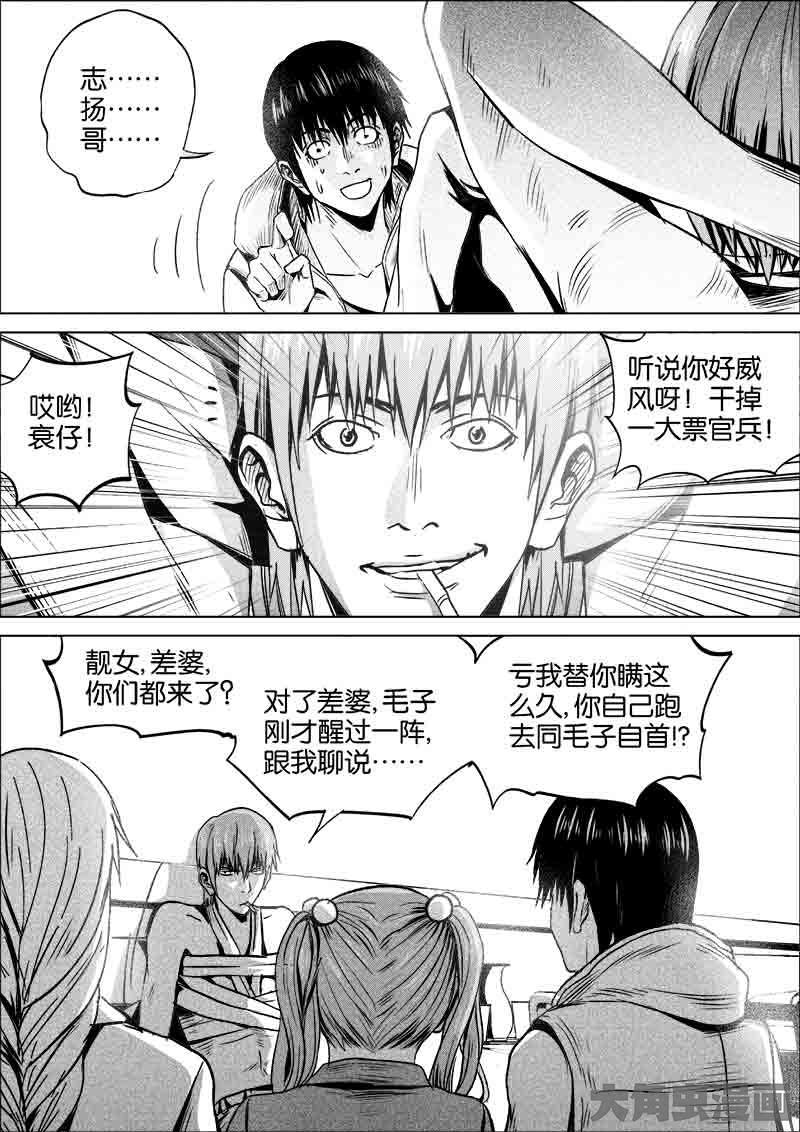 志……
扬……
哥……
哎哟！
衰仔！
听说你好威
风呀！干掉
一大票官兵！
靓女，差婆，
你们都来了？
对了差婆，毛子
刚才醒过一阵，
跟我聊说……
亏我替你瞒这
么久，你自己跑
去同毛子自首!?
大角虫漫画